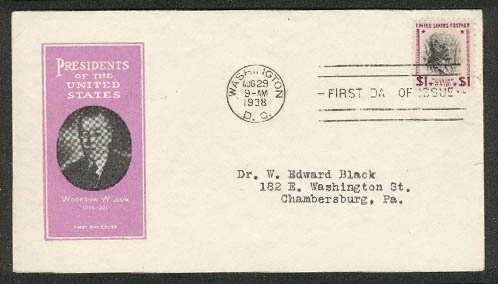 PRESIDENTS
OF THE
UNITED
STATES
WOODROW WILSON
FIRST DAY COVER
WASHINGTON
AUG 29
9-AM
1938
D. C.
UNITED STATES POSTAGE
$1 $1
FIRST DA OF ISSUE
Dr. W. Edward Black
182 E. Washington St.
Chambersburg, Pa.